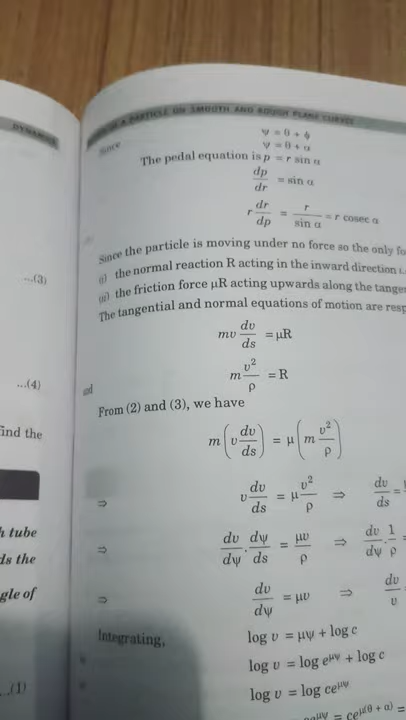 DYNAMICS
OF A PARTICLE ON SMOOTH AND ROUGH PLANE CURVES
Since
ψ = θ + ϕ
ψ = θ + α
The pedal equation is p = r sin α
dp/dr = sin α
r dr/dp = r/sin α = r cosec α
Since the particle is moving under no force so the only
(i) the normal reaction R acting in the inward direction
(ii) the friction force μR acting upwards along the
The tangential and normal equations of motion are
mv dv/ds = μR
and
m v²/ρ = R
From (2) and (3), we have
m(v dv/ds) = μ(m v²/ρ)
⇒ v dv/ds = μ v²/ρ ⇒ dv/ds =
⇒ dv/dψ . dψ/ds = μv/ρ ⇒ dv/dψ . 1/ρ =
⇒ dv/dψ = μv ⇒ dv/v
Integrating, log v = μψ + log c
log v = log e^μψ + log c
log v = log ce^μψ
= ce^μ(θ + α) =
...(3)
...(4)
find the
tube
ds the
gle of
...(1)